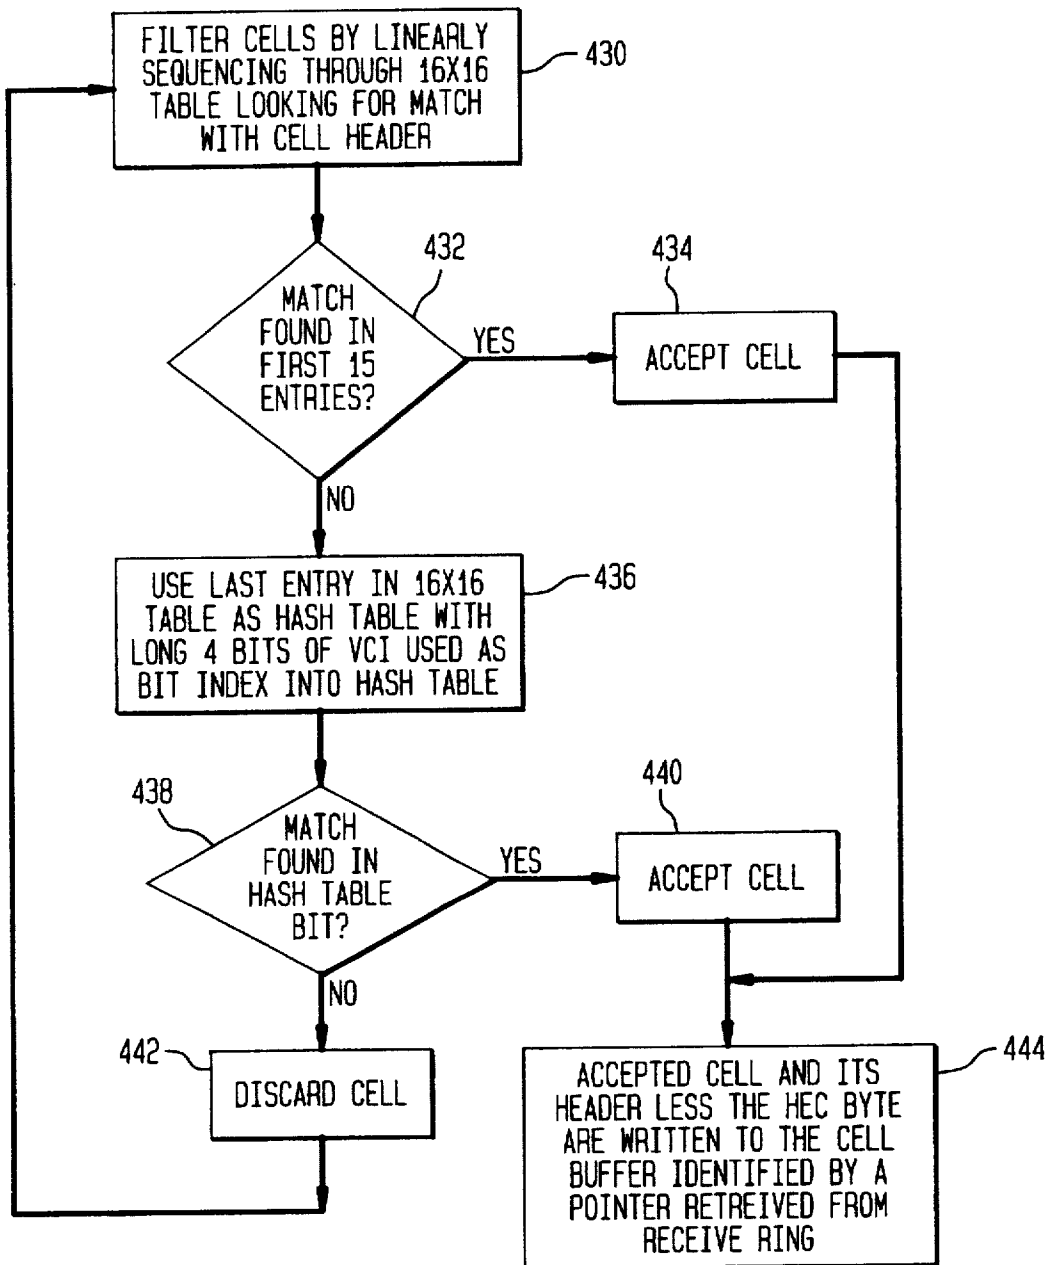 FILTER CELLS BY LINEARLY
SEQUENCING THROUGH 16X16
TABLE LOOKING FOR MATCH
WITH CELL HEADER
430
MATCH
FOUND IN
FIRST 15
ENTRIES?
432
YES
434
ACCEPT CELL
NO
USE LAST ENTRY IN 16X16
TABLE AS HASH TABLE WITH
LONG 4 BITS OF VCI USED AS
BIT INDEX INTO HASH TABLE
436
438
MATCH
FOUND IN
HASH TABLE
BIT?
YES
440
ACCEPT CELL
NO
442
DISCARD CELL
ACCEPTED CELL AND ITS
HEADER LESS THE HEC BYTE
ARE WRITTEN TO THE CELL
BUFFER IDENTIFIED BY A
POINTER RETREIVED FROM
RECEIVE RING
444